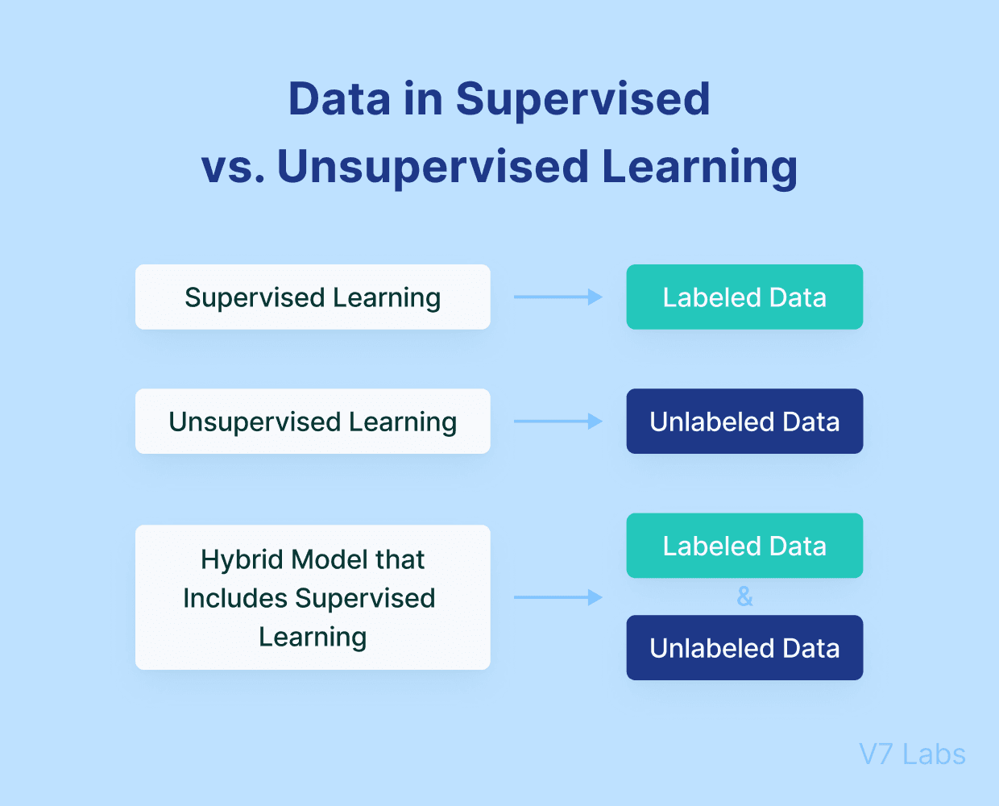 Data in Supervised
vs. Unsupervised Learning
Supervised Learning
Labeled Data
Unsupervised Learning
Unlabeled Data
Hybrid Model that
Includes Supervised
Learning
Labeled Data
&
Unlabeled Data
V7 Labs